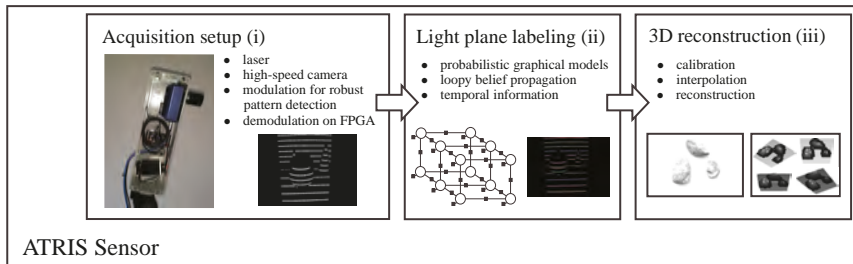 Acquisition setup (i)
● laser
● high-speed camera
● modulation for robust
pattern detection
● demodulation on FPGA
Light plane labeling (ii)
● probabilistic graphical models
● loopy belief propagation
● temporal information
3D reconstruction (iii)
● calibration
● interpolation
● reconstruction
ATRIS Sensor